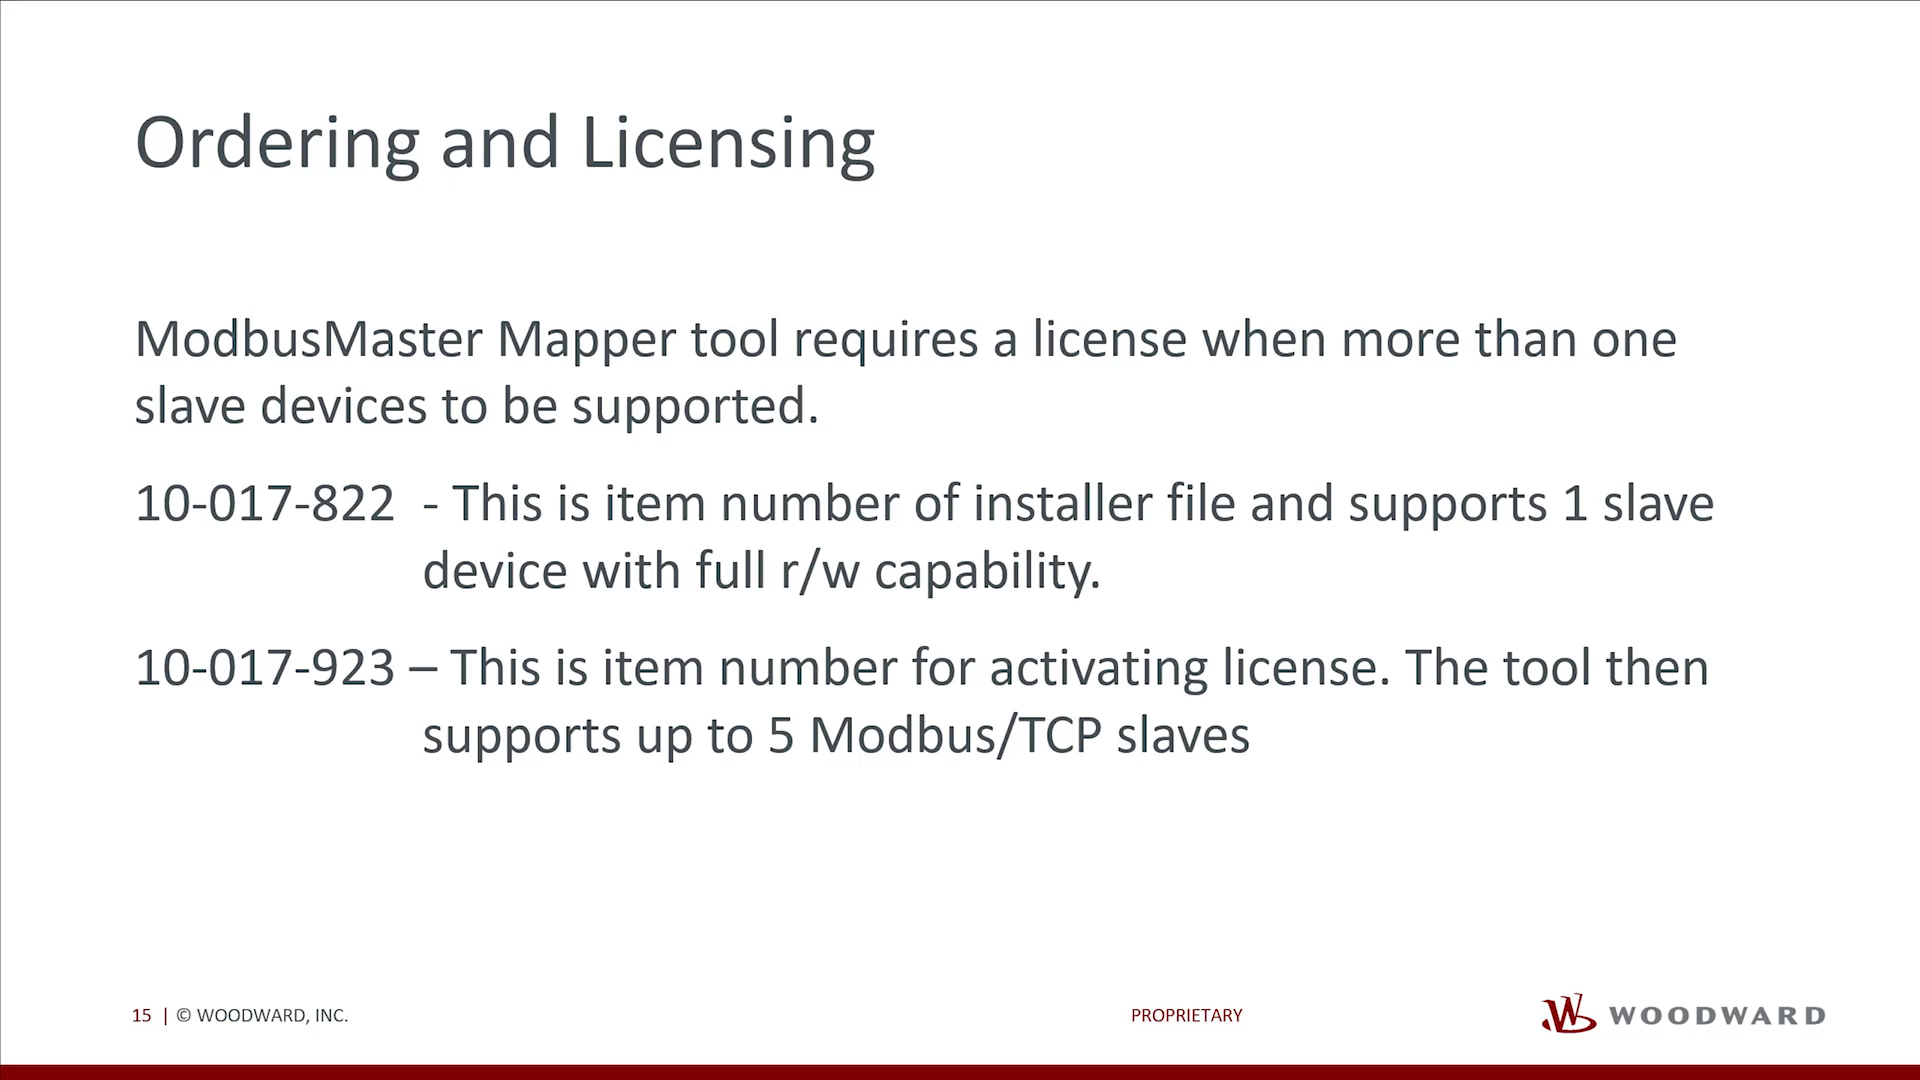 Ordering and Licensing
ModbusMaster Mapper tool requires a license when more than one
slave devices to be supported.
10-017-822  - This is item number of installer file and supports 1 slave
device with full r/w capability.
10-017-923 – This is item number for activating license. The tool then
supports up to 5 Modbus/TCP slaves
15 | © WOODWARD, INC.
PROPRIETARY
WOODWARD